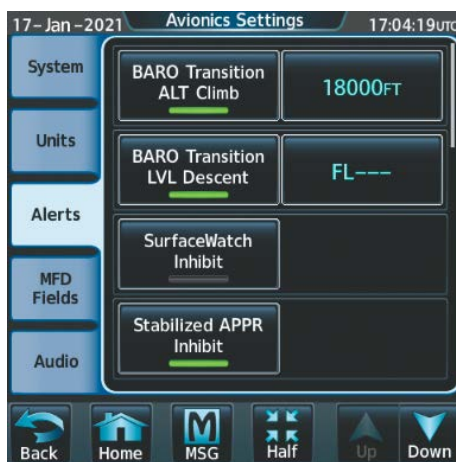 17–Jan–2021 Avionics Settings 17:04:19UTC
System
Units
Alerts
MFD
Fields
Audio
BARO Transition
ALT Climb
18000FT
BARO Transition
LVL Descent
FL---
SurfaceWatch
Inhibit
Stabilized APPR
Inhibit
Back Home MSG Half Up Down